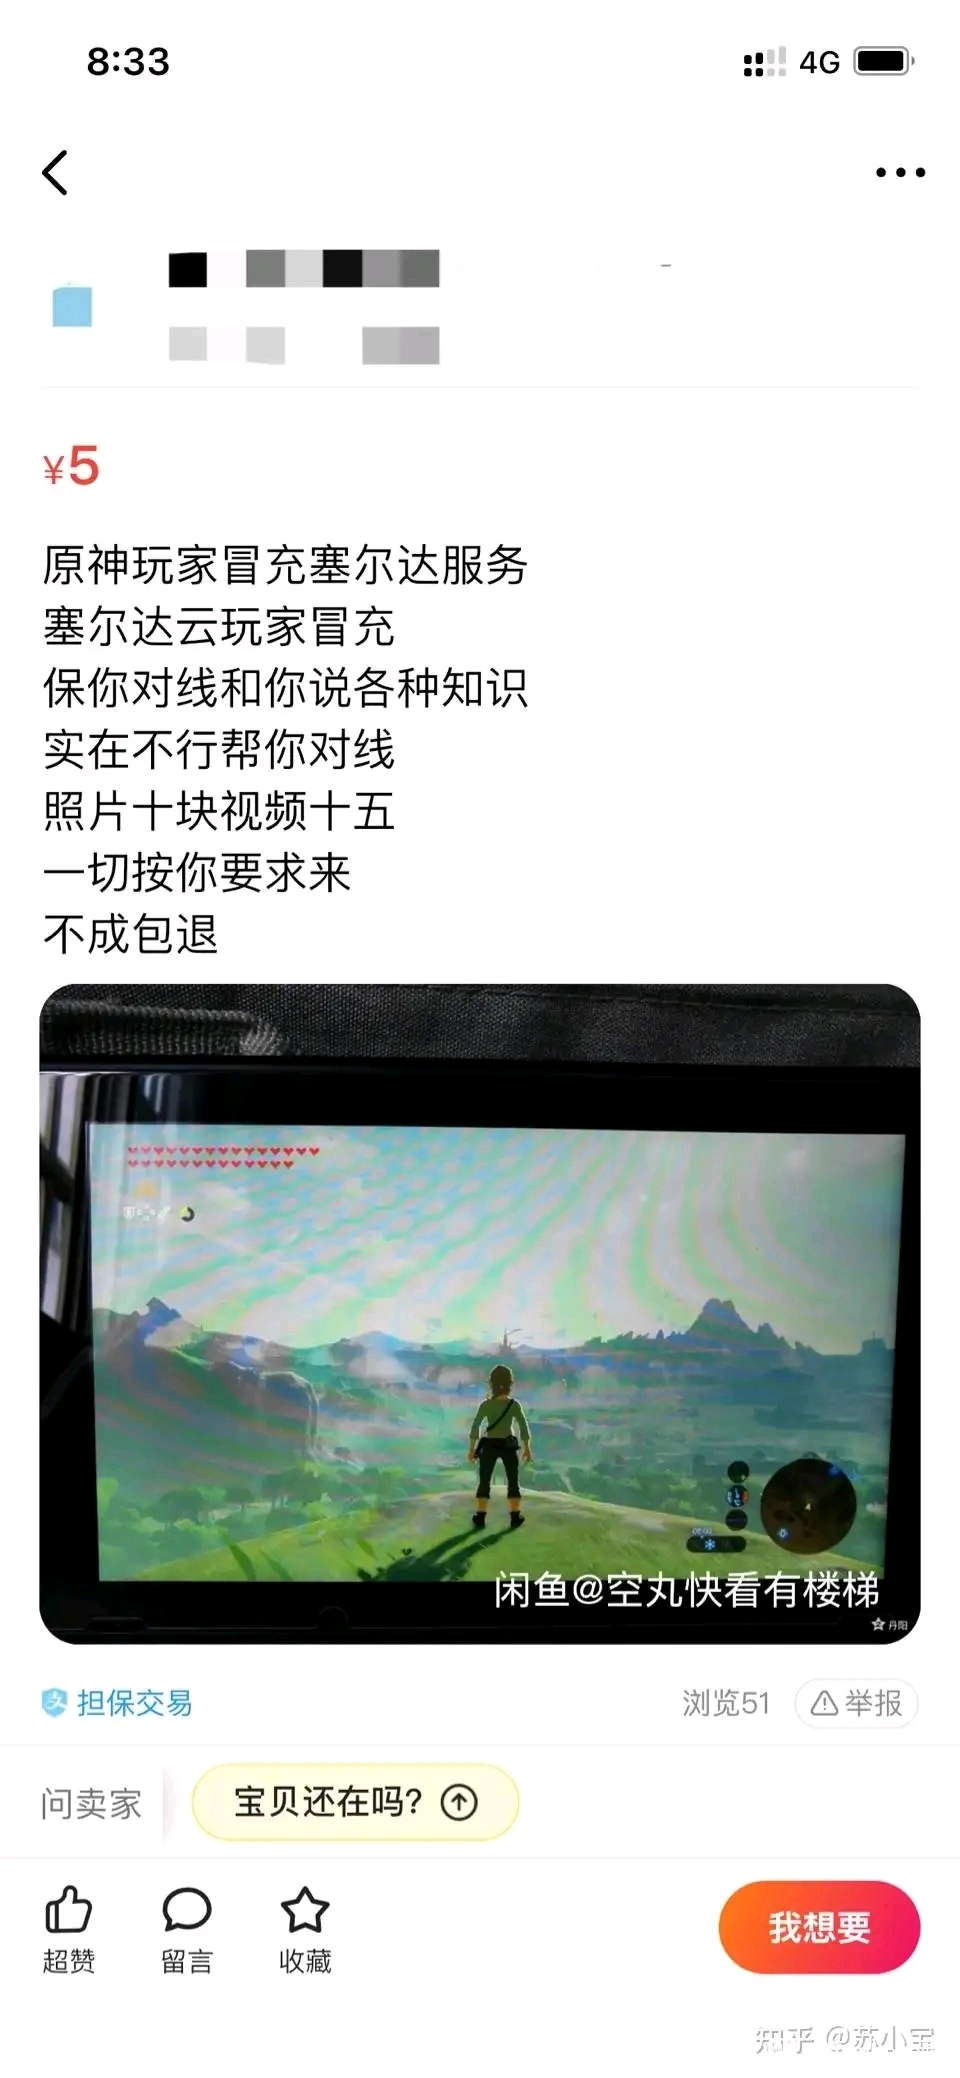 8:33
4G
¥5
原神玩家冒充塞尔达服务
塞尔达云玩家冒充
保你对线和你说各种知识
实在不行帮你对线
照片十块视频十五
一切按你要求来
不成包退
闲鱼@空丸快看有楼梯
丹阳
担保交易
浏览51
举报
问卖家
宝贝还在吗?
超赞
留言
收藏
我想要
知乎 @苏小宝